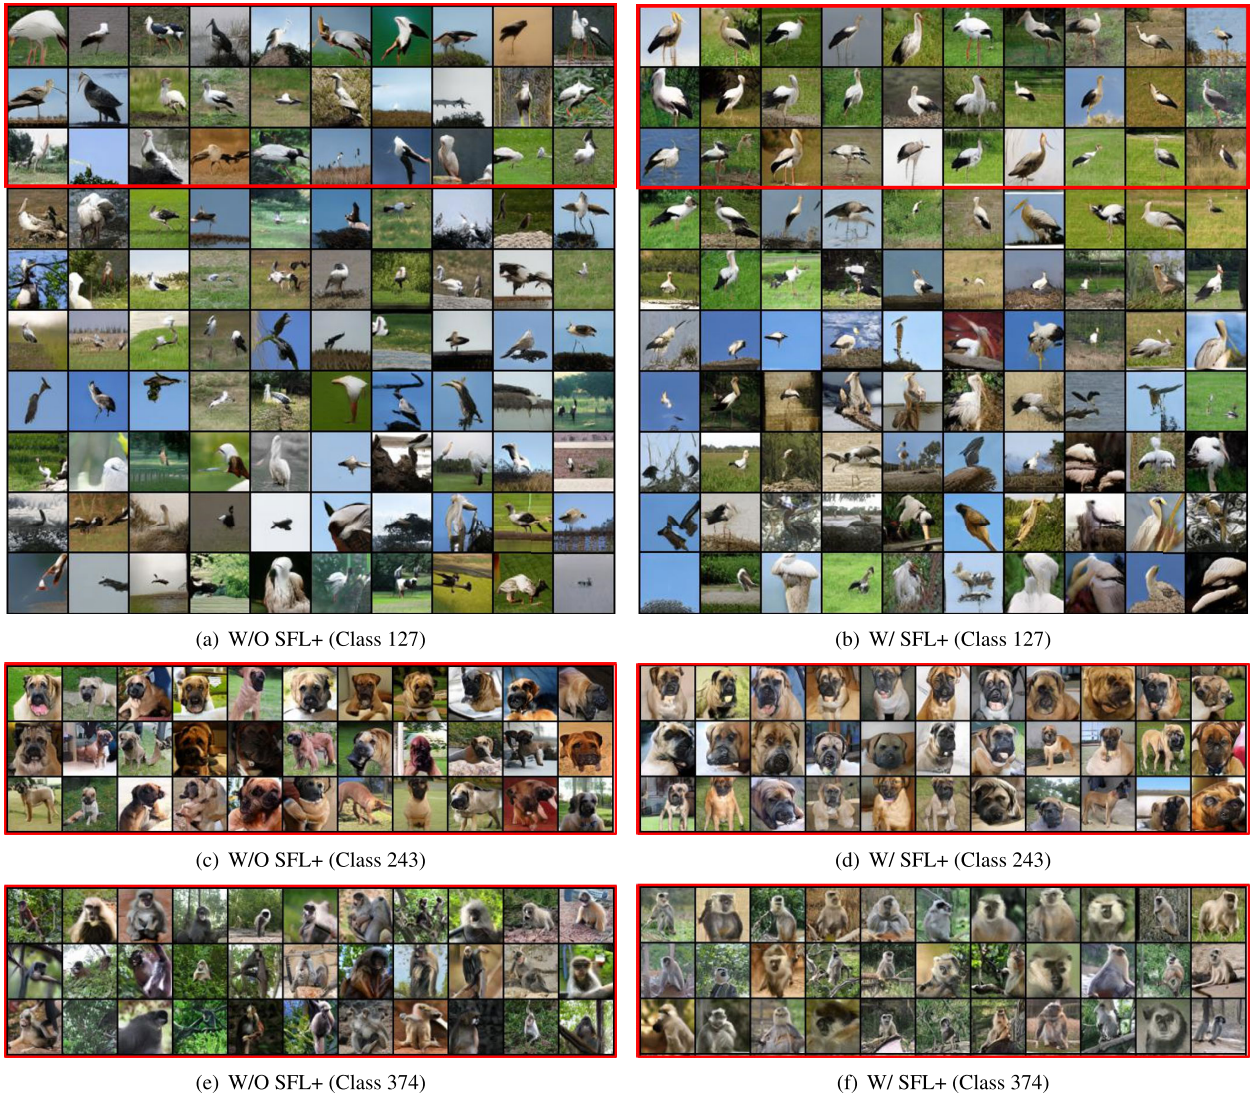 (a) W/O SFL+ (Class 127)
(b) W/ SFL+ (Class 127)
(c) W/O SFL+ (Class 243)
(d) W/ SFL+ (Class 243)
(e) W/O SFL+ (Class 374)
(f) W/ SFL+ (Class 374)